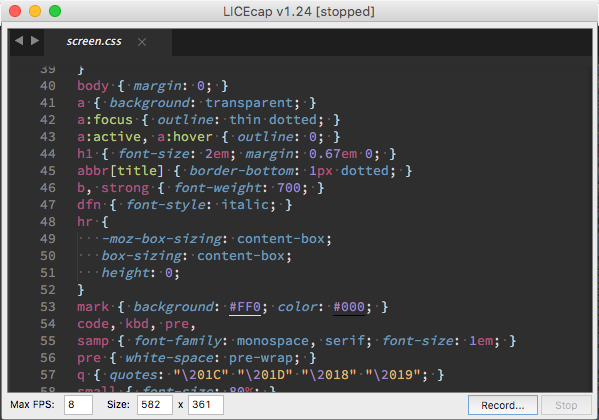 LICEcap v1.24 [stopped]
screen.css
39 }
40 body { margin: 0; }
41 a { background: transparent; }
42 a:focus { outline: thin dotted; }
43 a:active, a:hover { outline: 0; }
44 h1 { font-size: 2em; margin: 0.67em 0; }
45 abbr[title] { border-bottom: 1px dotted; }
46 b, strong { font-weight: 700; }
47 dfn { font-style: italic; }
48 hr {
49 -moz-box-sizing: content-box;
50 box-sizing: content-box;
51 height: 0;
52 }
53 mark { background: #FF0; color: #000; }
54 code, kbd, pre,
55 samp { font-family: monospace, serif; font-size: 1em; }
56 pre { white-space: pre-wrap; }
57 q { quotes: "\201C" "\201D" "\2018" "\2019"; }
58 small { font-size: 80%; }
Max FPS: 8 Size: 582 x 361 Record... Stop